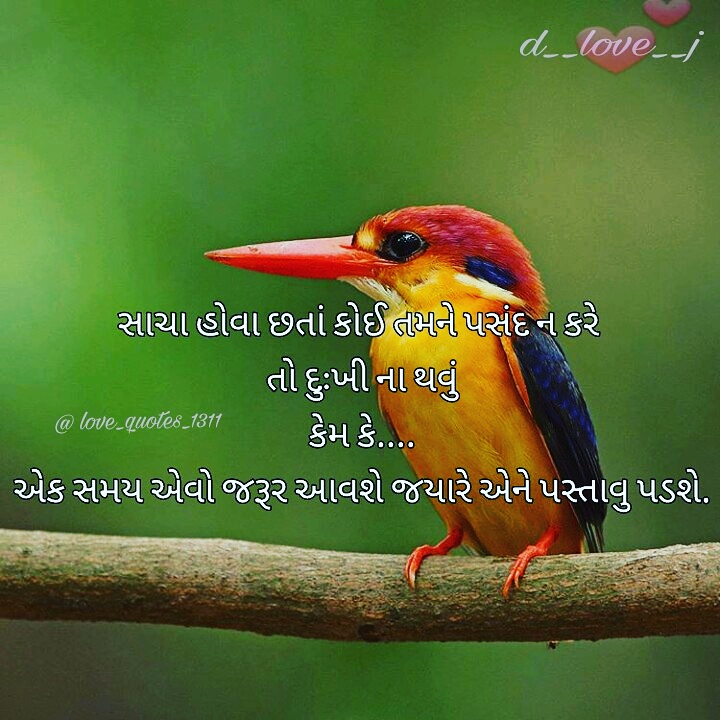 d__love__j
સાચા હોવા છતાં કોઈ તમને પસંદ ન કરે
તો દુઃખી ના થવું
@ love_quotes_1311
કેમ કે....
એક સમય એવો જરૂર આવશે જયારે એને પસ્તાવુ પડશે.